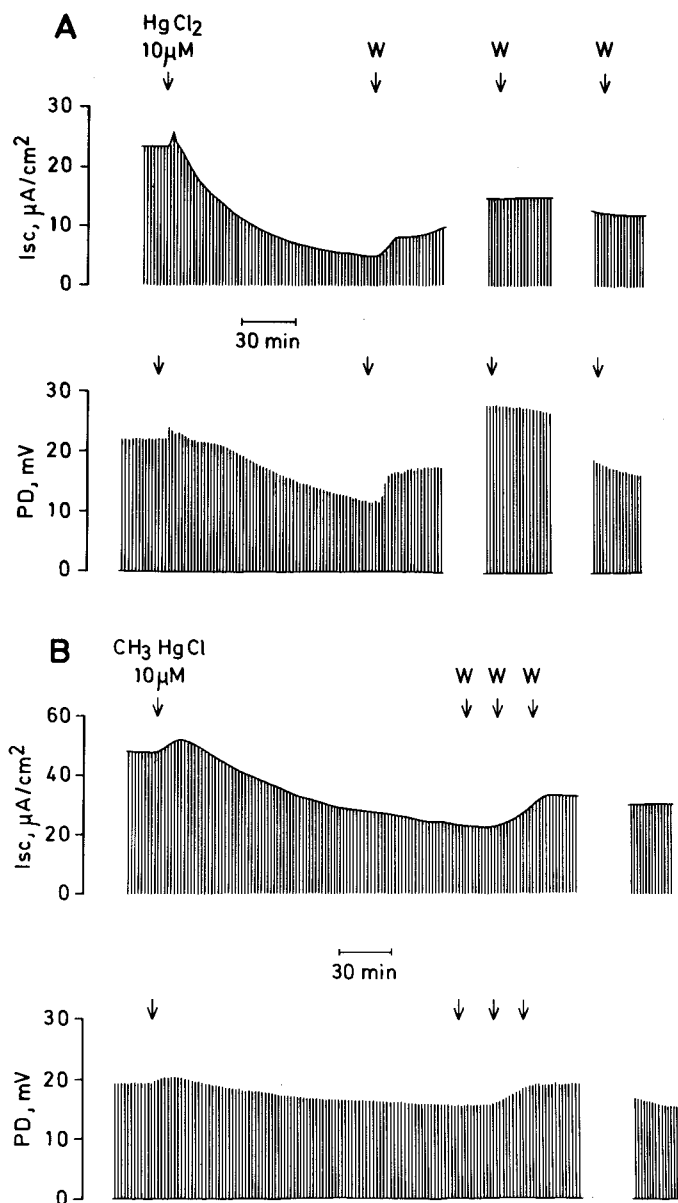 A
HgCl₂
10µM
W W W
30
20
10
0
Isc, µA/cm²
30 min
30
20
10
0
PD, mV
B
CH₃ HgCl
10µM
W W W
60
40
20
0
Isc, µA/cm²
30 min
30
20
10
0
PD, mV